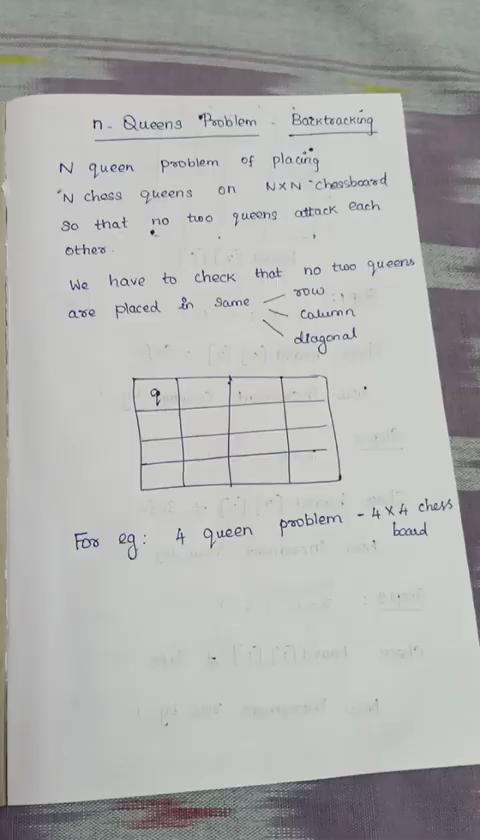 n- Queens Problem - Backtracking
N queen problem of placing
N chess queens on N×N chessboard
so that no two queens attack each
other.
We have to check that no two queens
are placed in same row
column
diagonal
q
For eg: 4 queen problem - 4 × 4 chess
board